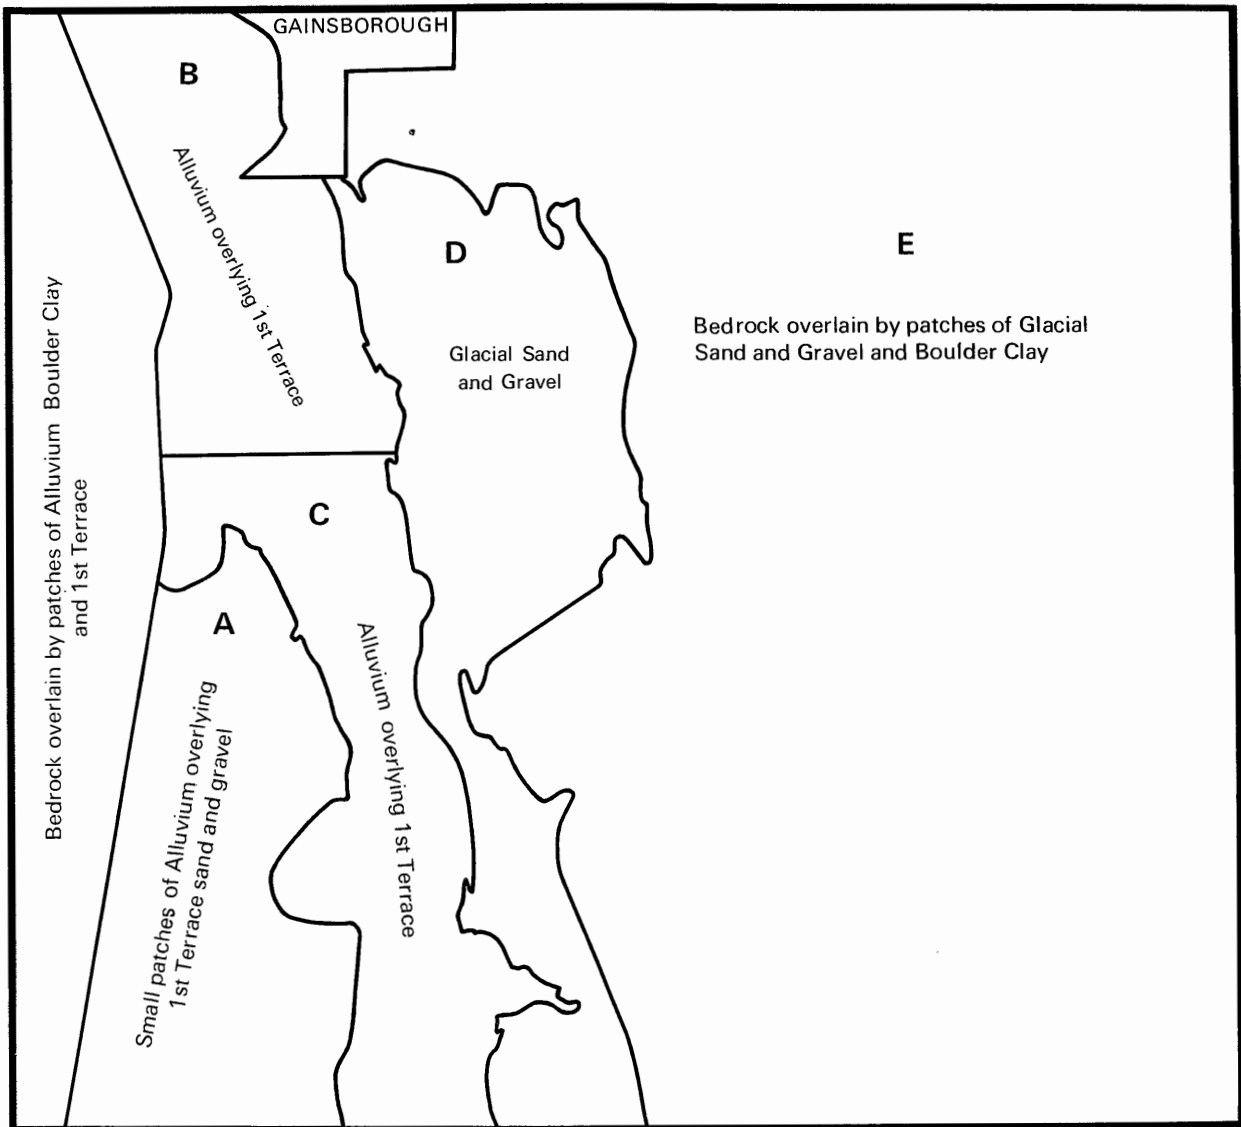 GAINSBOROUGH
B
Alluvium overlying 1st Terrace
D
Glacial Sand
and Gravel
E
Bedrock overlain by patches of Glacial
Sand and Gravel and Boulder Clay
Bedrock overlain by patches of Alluvium Boulder Clay
and 1st Terrace
C
Alluvium overlying 1st Terrace
A
Small patches of Alluvium overlying
1st Terrace sand and gravel